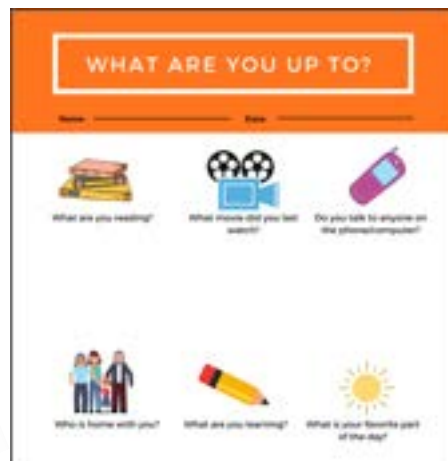 WHAT ARE YOU UP TO?
Name Date
What are you reading?
What movie did you last
watch?
Do you talk to anyone on
the phone/computer?
Who is home with you?
What are you learning?
What is your favorite part
of the day?